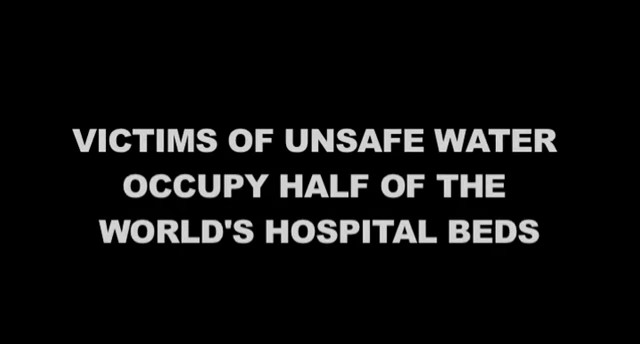 VICTIMS OF UNSAFE WATER
OCCUPY HALF OF THE
WORLD'S HOSPITAL BEDS